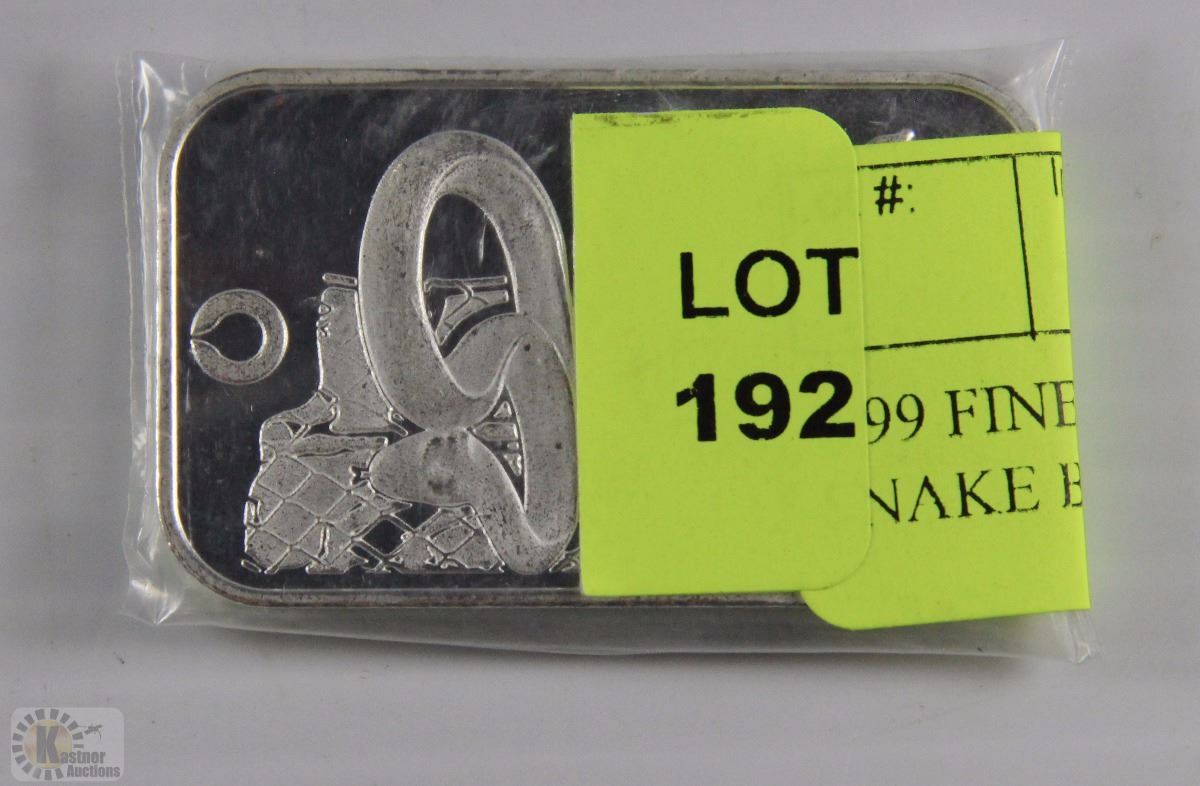 #:
LOT
192
99 FINE
NAKE B
Kastner
Auctions